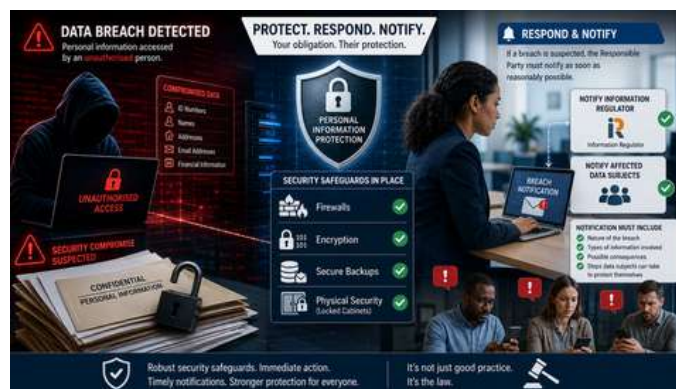 DATA BREACH DETECTED
Personal information accessed
by an unauthorised person.
COMPROMISED DATA
ID Numbers
Names
Addresses
Email Addresses
Financial Information
UNAUTHORISED
ACCESS
SECURITY COMPROMISE
SUSPECTED
CONFIDENTIAL
PERSONAL INFORMATION
PROTECT. RESPOND. NOTIFY.
Your obligation. Their protection.
PERSONAL
INFORMATION
PROTECTION
SECURITY SAFEGUARDS IN PLACE
Firewalls
101
101
Encryption
Secure Backups
Physical Security
(Locked Cabinets)
RESPOND & NOTIFY
If a breach is suspected, the Responsible
Party must notify as soon as
reasonably possible.
NOTIFY INFORMATION
REGULATOR
iR
Information Regulator
NOTIFY AFFECTED
DATA SUBJECTS
BREACH
NOTIFICATION
NOTIFICATION MUST INCLUDE
Nature of the breach
Types of information involved
Possible consequences
Steps data subjects can take
to protect themselves
Robust security safeguards. Immediate action.
Timely notifications. Stronger protection for everyone.
It's not just good practice.
It's the law.